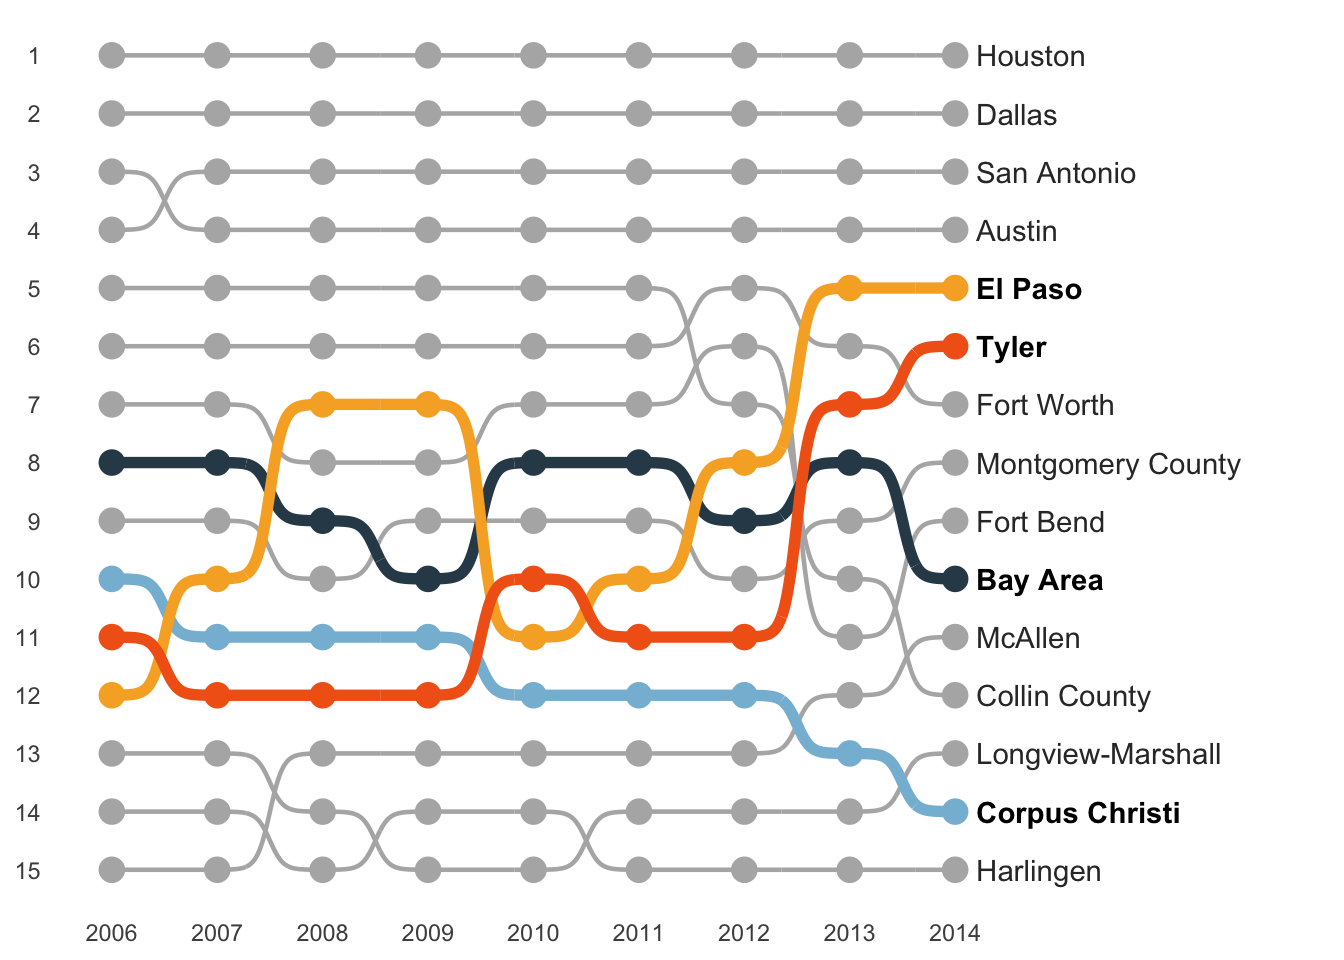 1 Houston
2 Dallas
3 San Antonio
4 Austin
5 El Paso
6 Tyler
7 Fort Worth
8 Montgomery County
9 Fort Bend
10 Bay Area
11 McAllen
12 Collin County
13 Longview-Marshall
14 Corpus Christi
15 Harlingen
2006 2007 2008 2009 2010 2011 2012 2013 2014